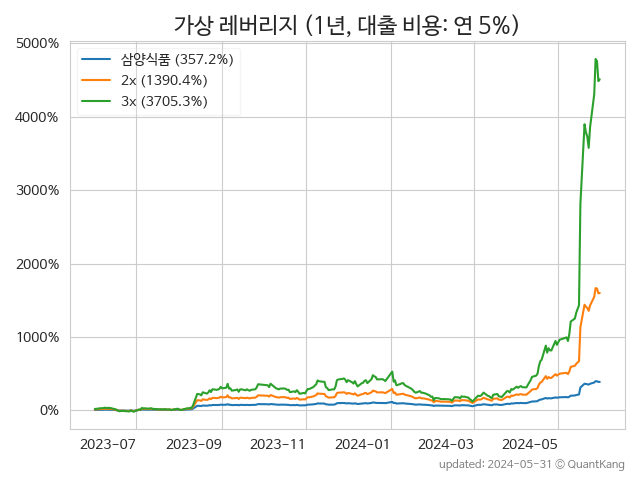 가상 레버리지 (1년, 대출 비용: 연 5%)
5000%
4000%
3000%
2000%
1000%
0%
삼양식품 (357.2%)
2x (1390.4%)
3x (3705.3%)
2023-07 2023-09 2023-11 2024-01 2024-03 2024-05
updated: 2024-05-31 © QuantKang